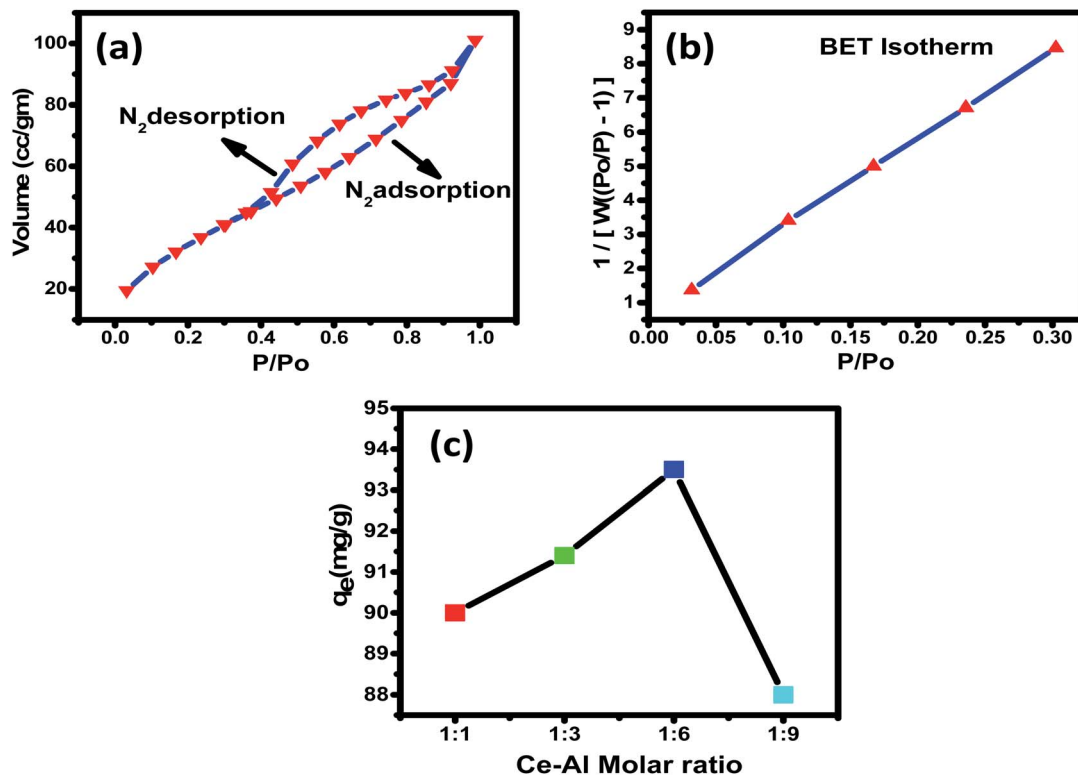 (a)
Volume (cc/gm)
100
80
60
40
20
N2desorption
N2adsorption
0.0 0.2 0.4 0.6 0.8 1.0
P/Po
(b)
BET Isotherm
1 / [ W((Po/P) - 1) ]
9
8
7
6
5
4
3
2
1
0.00 0.05 0.10 0.15 0.20 0.25 0.30
P/Po
(c)
qe(mg/g)
95
94
93
92
91
90
89
88
1:1 1:3 1:6 1:9
Ce-Al Molar ratio